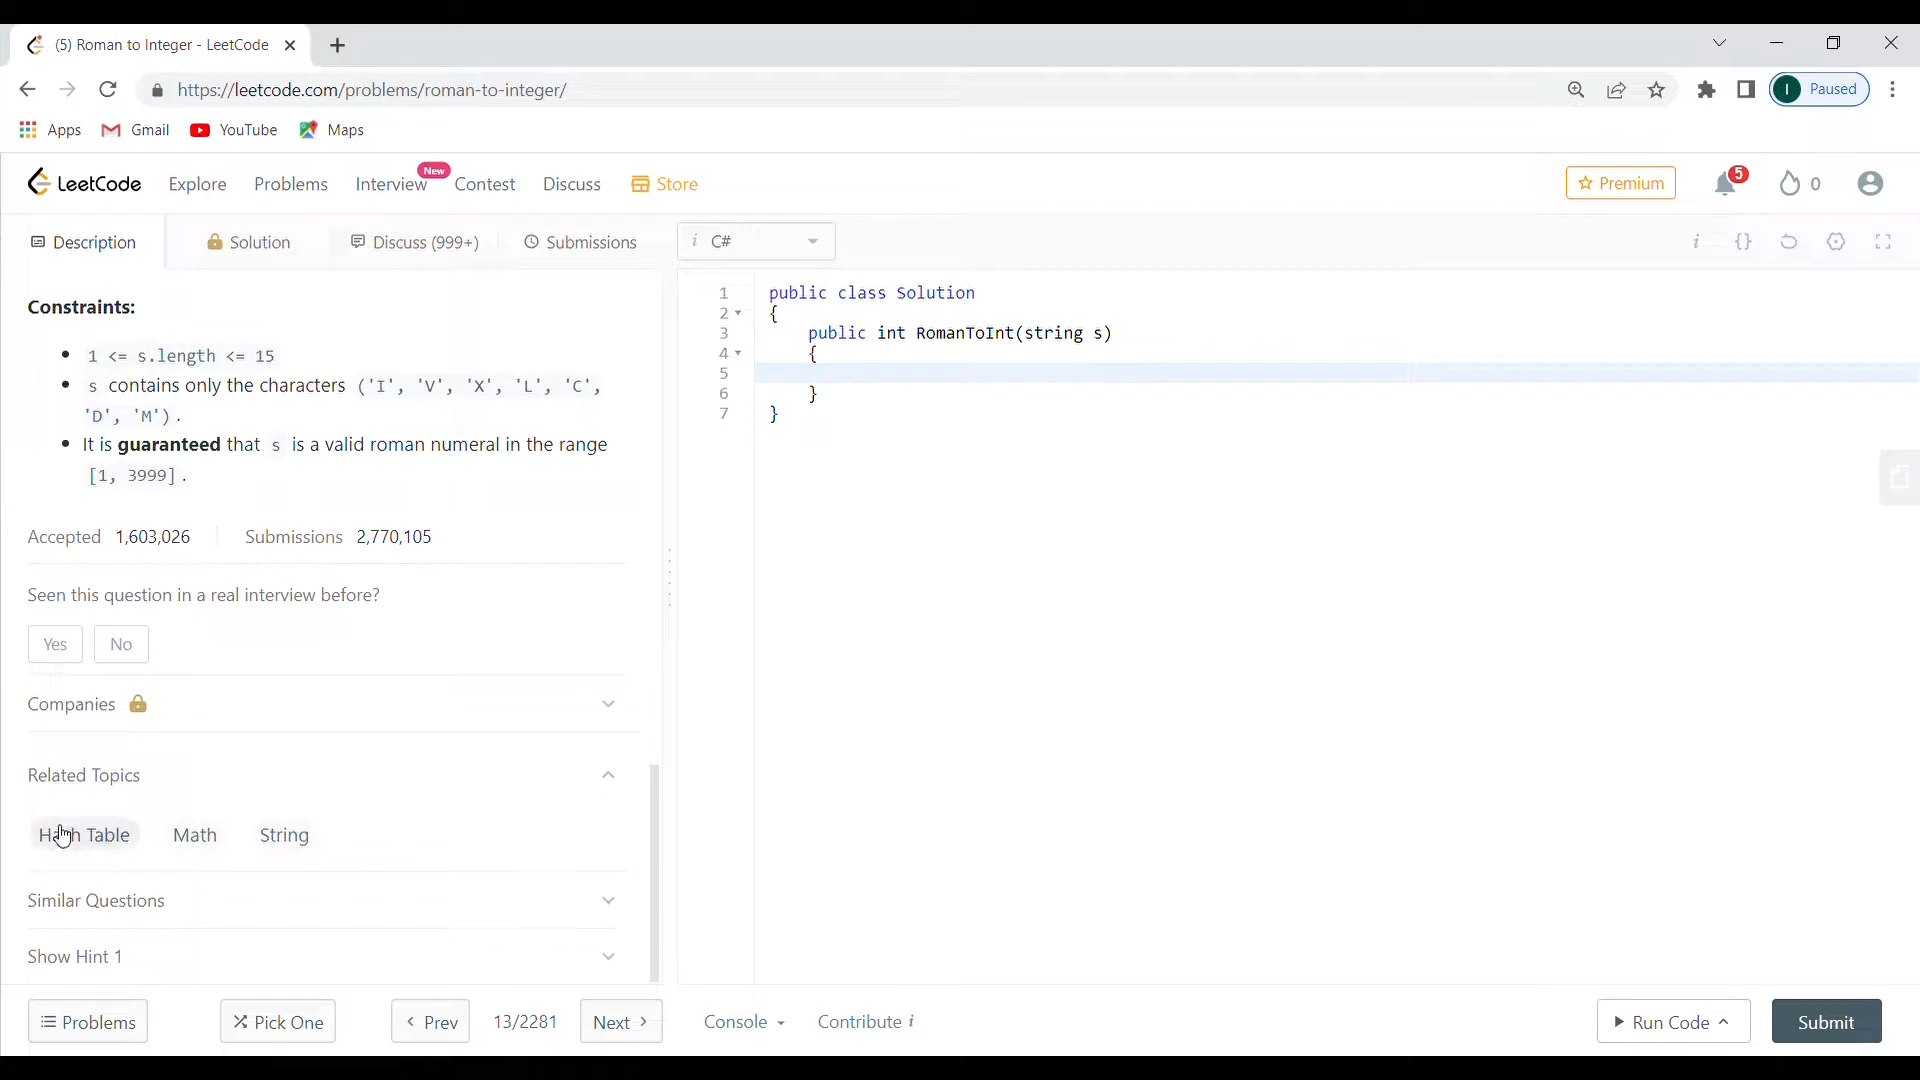 (5) Roman to Integer - LeetCode
https://leetcode.com/problems/roman-to-integer/
I Paused
Apps Gmail YouTube Maps
LeetCode Explore Problems Interview New Contest Discuss Store Premium 5 0
Description Solution Discuss (999+) Submissions
i C#
i {}
Constraints:
1 <= s.length <= 15
s contains only the characters ('I', 'V', 'X', 'L', 'C',
'D', 'M').
It is guaranteed that s is a valid roman numeral in the range
[1, 3999].
Accepted 1,603,026 Submissions 2,770,105
Seen this question in a real interview before?
Yes No
Companies
Related Topics
Hash Table Math String
Similar Questions
Show Hint 1
1 public class Solution
2 {
3 public int RomanToInt(string s)
4 {
5
6 }
7 }
Problems Pick One Prev 13/2281 Next Console Contribute i Run Code Submit